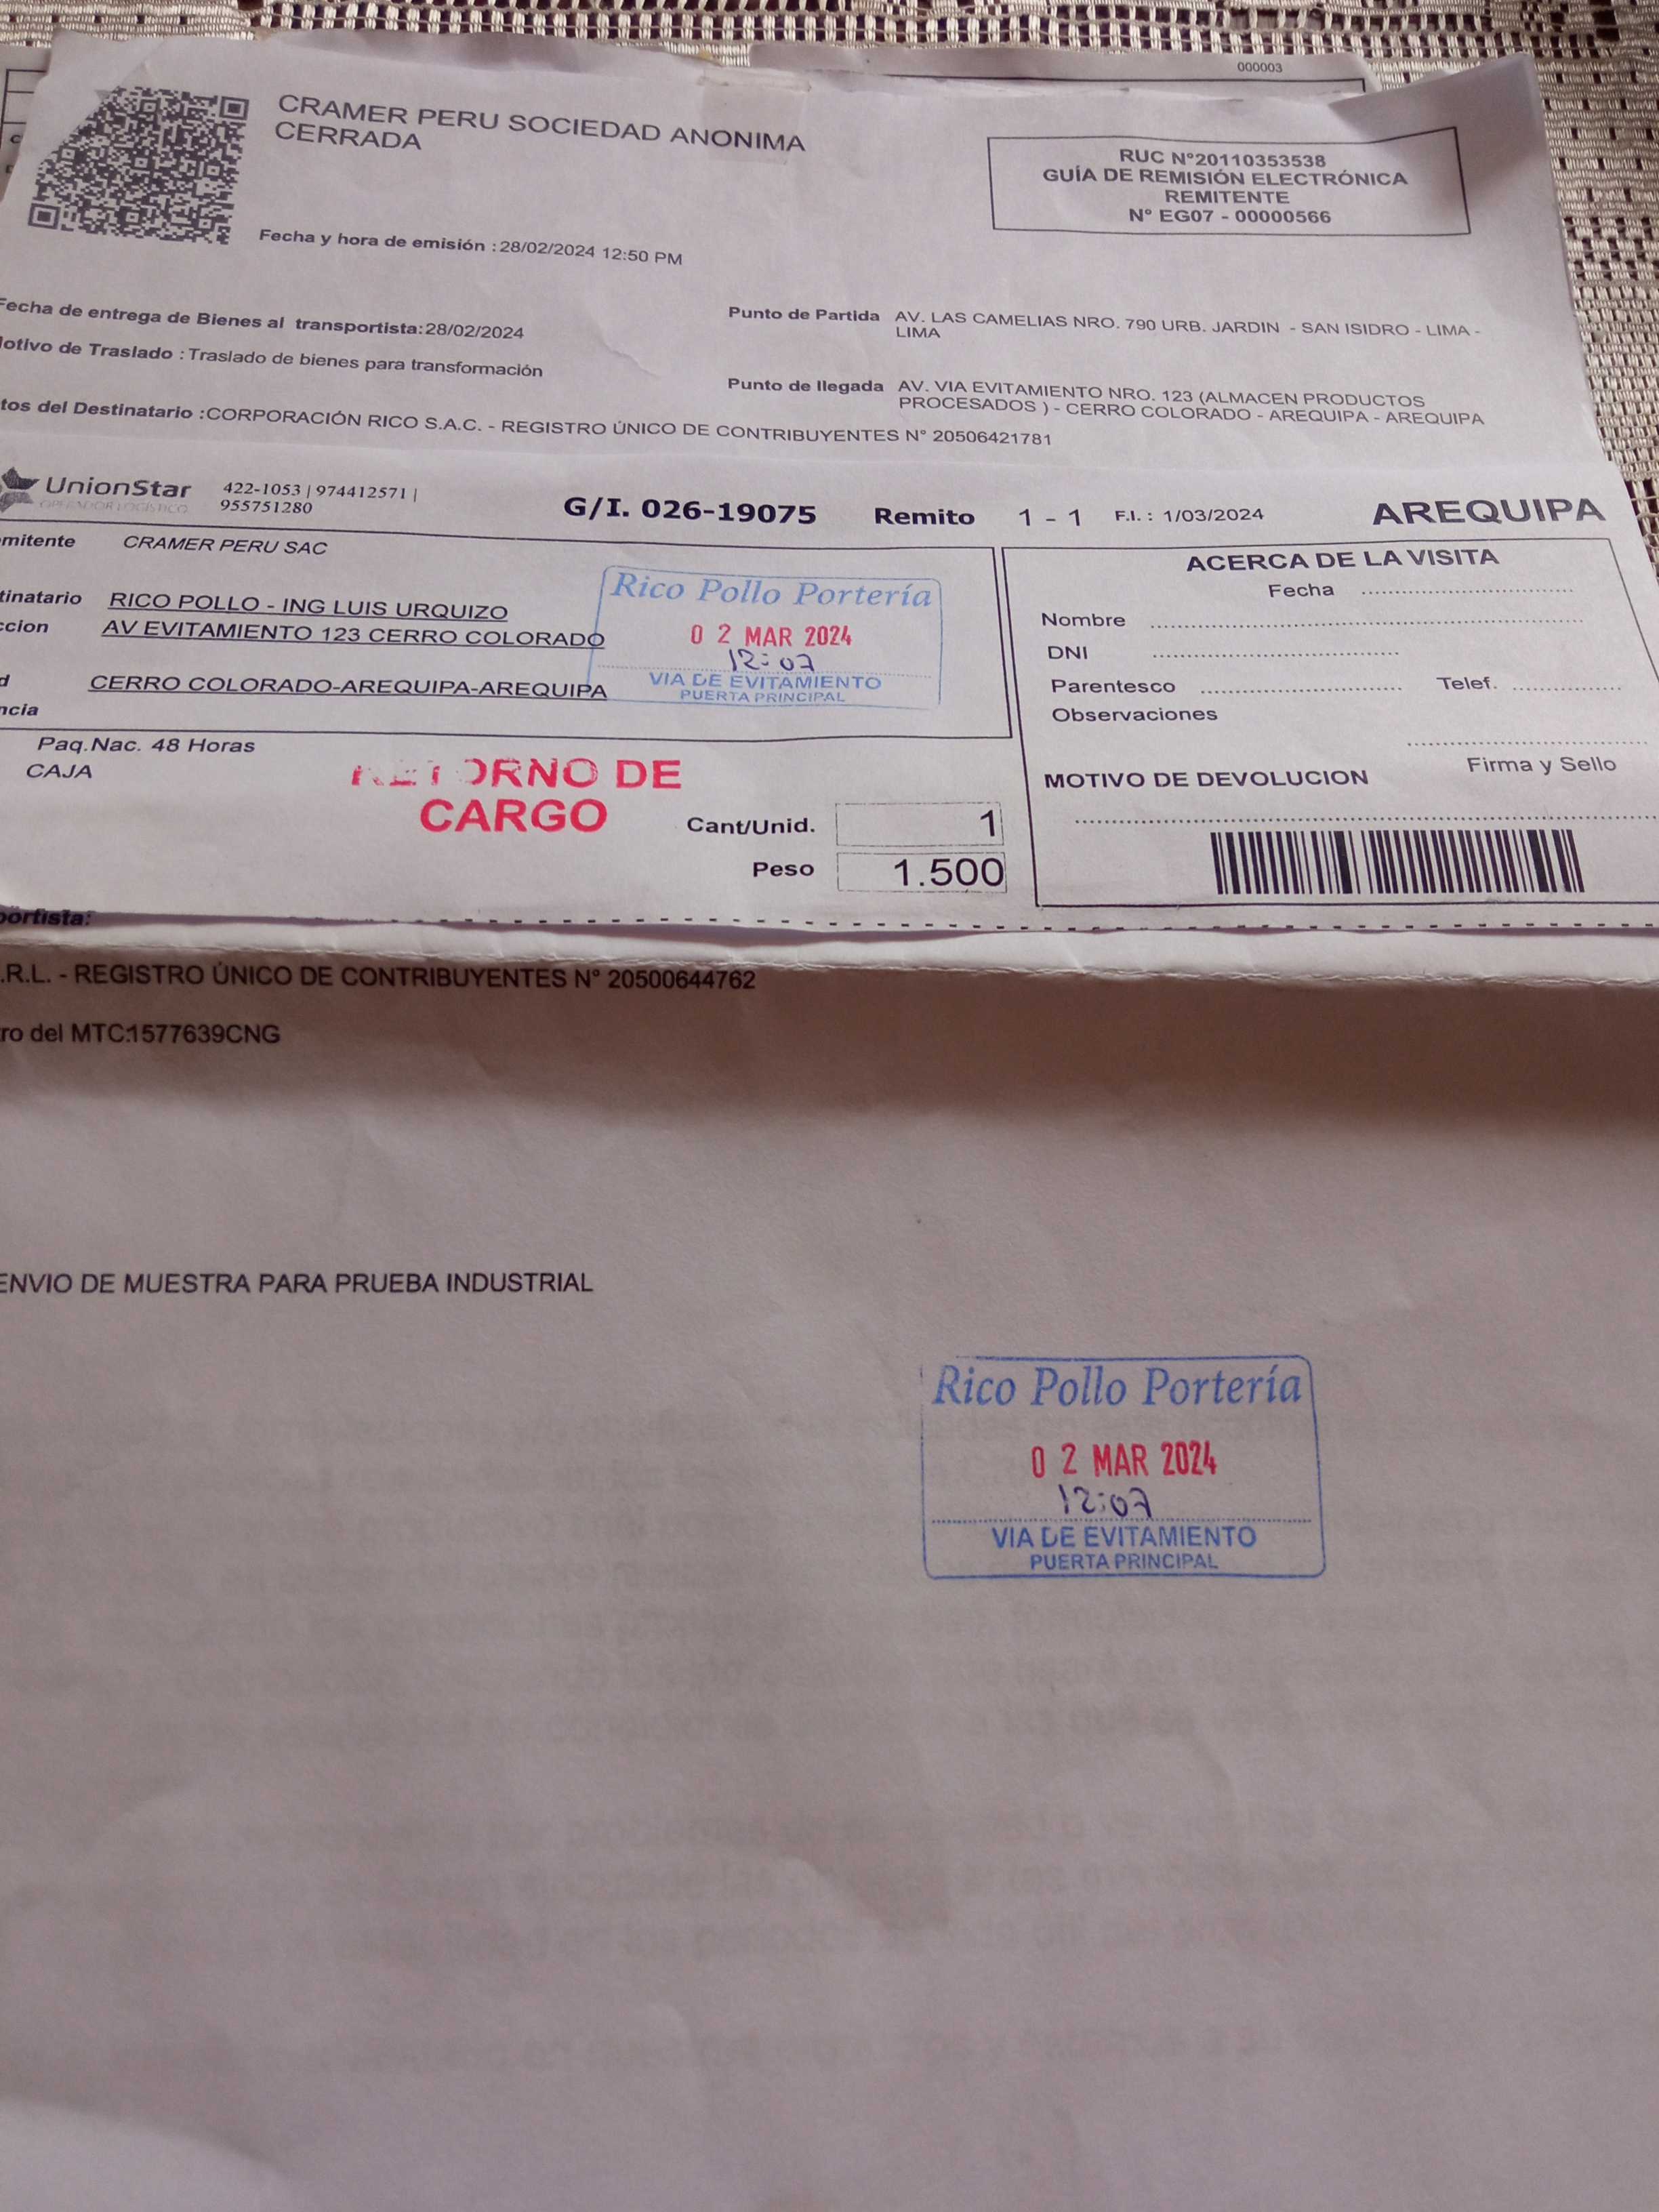 000003
CRAMER PERU SOCIEDAD ANONIMA
CERRADA
RUC N°20110353538
GUÍA DE REMISIÓN ELECTRÓNICA
REMITENTE
N° EG07 - 00000566
Fecha y hora de emisión :28/02/2024 12:50 PM
Fecha de entrega de Bienes al transportista:28/02/2024
otivo de Traslado :Traslado de bienes para transformación
Punto de Partida AV. LAS CAMELIAS NRO. 790 URB. JARDIN - SAN ISIDRO - LIMA -
LIMA
Punto de llegada AV. VIA EVITAMIENTO NRO. 123 (ALMACEN PRODUCTOS
PROCESADOS ) - CERRO COLORADO - AREQUIPA - AREQUIPA
tos del Destinatario :CORPORACIÓN RICO S.A.C. - REGISTRO ÚNICO DE CONTRIBUYENTES N° 20506421781
UnionStar
OPERADOR LOGISTICO
422-1053 | 974412571 |
955751280
G/I. 026-19075 Remito 1 - 1 F.I. : 1/03/2024 AREQUIPA
mitente CRAMER PERU SAC
tinatario RICO POLLO - ING LUIS URQUIZO
ccion AV EVITAMIENTO 123 CERRO COLORADO
d CERRO COLORADO-AREQUIPA-AREQUIPA
ncia
Rico Pollo Portería
02 MAR 2024
12:07
VIA DE EVITAMIENTO
PUERTA PRINCIPAL
ACERCA DE LA VISITA
Fecha
Nombre
DNI
Parentesco Telef.
Observaciones
Firma y Sello
MOTIVO DE DEVOLUCION
Paq.Nac. 48 Horas
CAJA
RETORNO DE
CARGO
Cant/Unid. 1
Peso 1.500
portista:
.R.L. - REGISTRO ÚNICO DE CONTRIBUYENTES N° 20500644762
ro del MTC:1577639CNG
ENVIO DE MUESTRA PARA PRUEBA INDUSTRIAL
Rico Pollo Portería
02 MAR 2024
12:07
VIA DE EVITAMIENTO
PUERTA PRINCIPAL